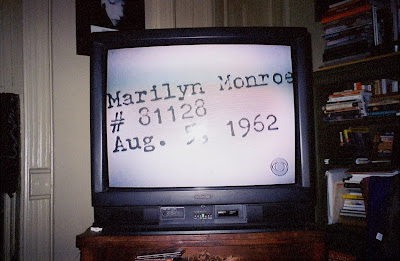 Marilyn Monroe
# 81128
Aug. 5, 1962